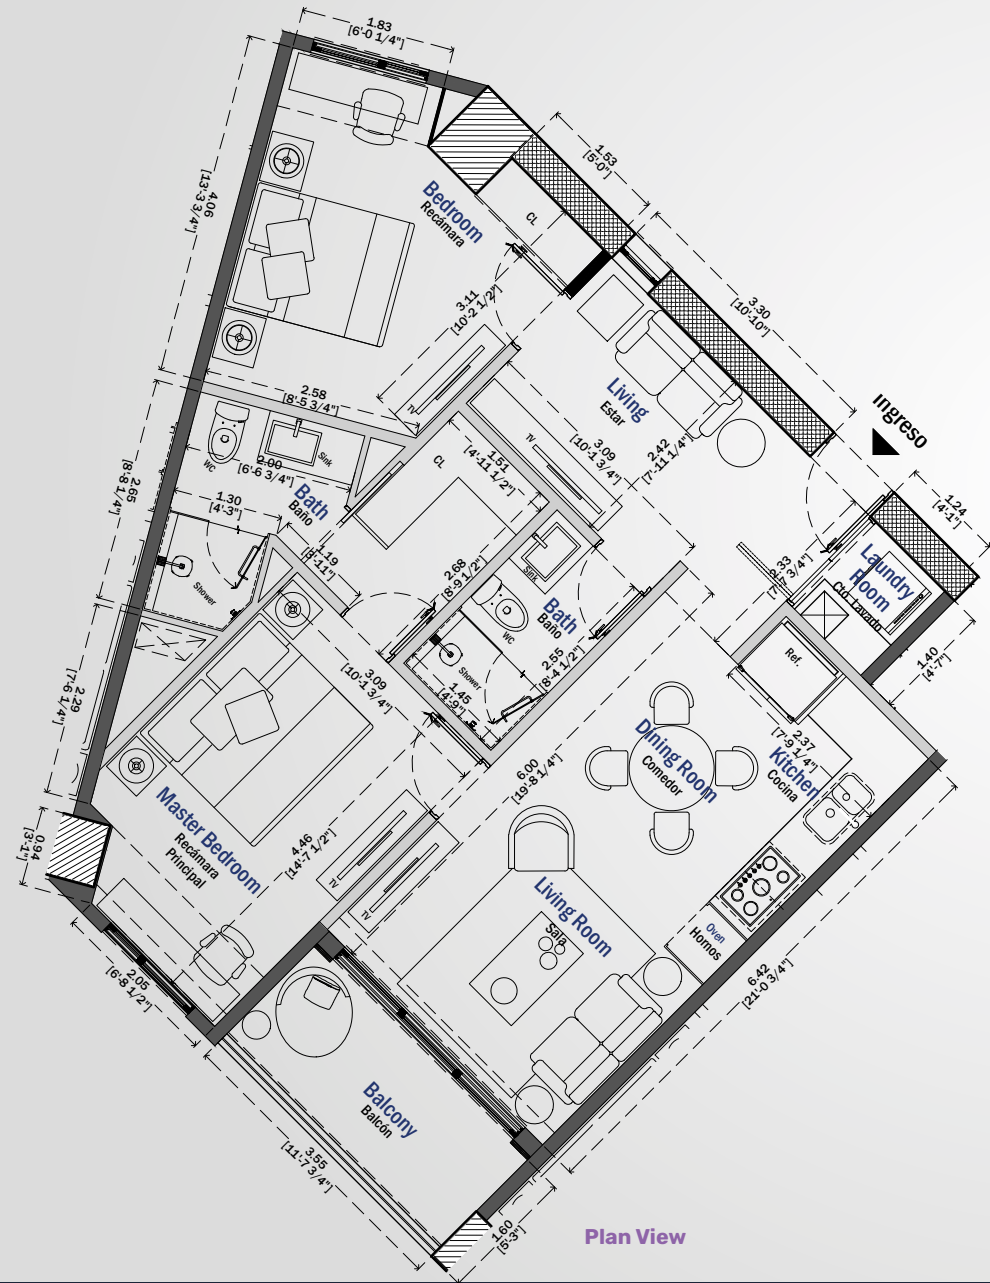 1.83
[6'-0 1/4"]
1.53
[5'-0"]
4.06
[13'-3 3/4"]
Bedroom
Recámara
CL
3.30
[10'-10"]
3.11
[10'-2 1/2"]
2.58
[8'-5 3/4"]
TV
Living
Estar
Ingreso
3.09
[10'-1 3/4"]
2.42
[7'-11 1/4"]
TV
WC
Sink
2.00
[6'-6 3/4"]
CL
1.51
[4'-11 1/2"]
2.65
[8'-8 1/4"]
1.30
[4'-3"]
Bath
Baño
1.24
[4'-1"]
1.19
[3'-11"]
Shower
2.68
[8'-9 1/2"]
Sink
2.33
Laundry
Room
Cto. Lavado
WC
Bath
Baño
2.55
[8'-4 1/2"]
Shower
1.45
[4'-9"]
Ref.
1.40
[4'-7"]
2.29
[7'-6 1/4"]
3.09
[10'-1 3/4"]
2.37
[7'-9 1/4"]
Dining Room
Comedor
Kitchen
Cocina
6.00
[19'-8 1/4"]
Master Bedroom
Recámara
Principal
0.94
[3'-1"]
4.46
[14'-7 1/2"]
TV
TV
Living Room
Sala
Oven
Hornos
6.42
[21'-0 3/4"]
2.05
[6'-8 1/2"]
Balcony
Balcón
3.55
[11'-7 3/4"]
1.60
[5'-3"]
Plan View